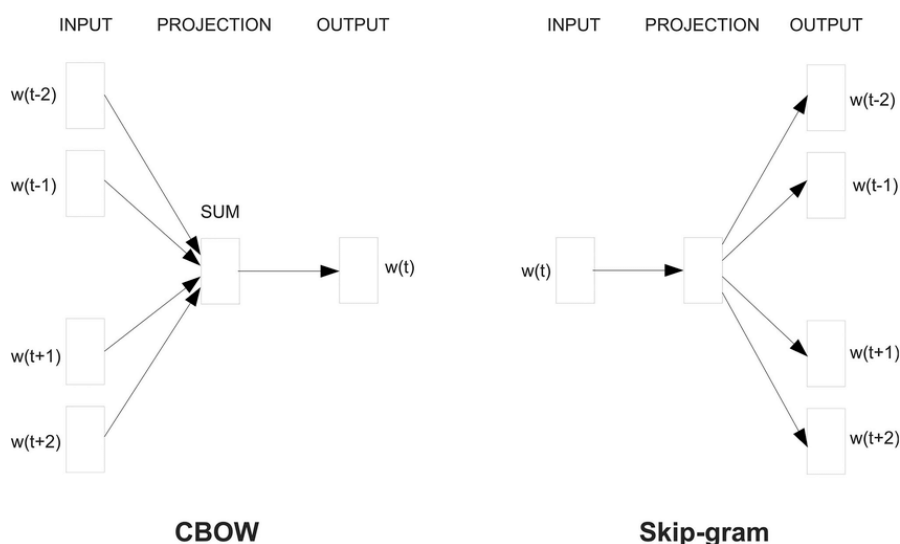 INPUT PROJECTION OUTPUT
w(t-2)
w(t-1)
SUM
w(t)
w(t+1)
w(t+2)
CBOW
INPUT PROJECTION OUTPUT
w(t-2)
w(t-1)
w(t)
w(t+1)
w(t+2)
Skip-gram